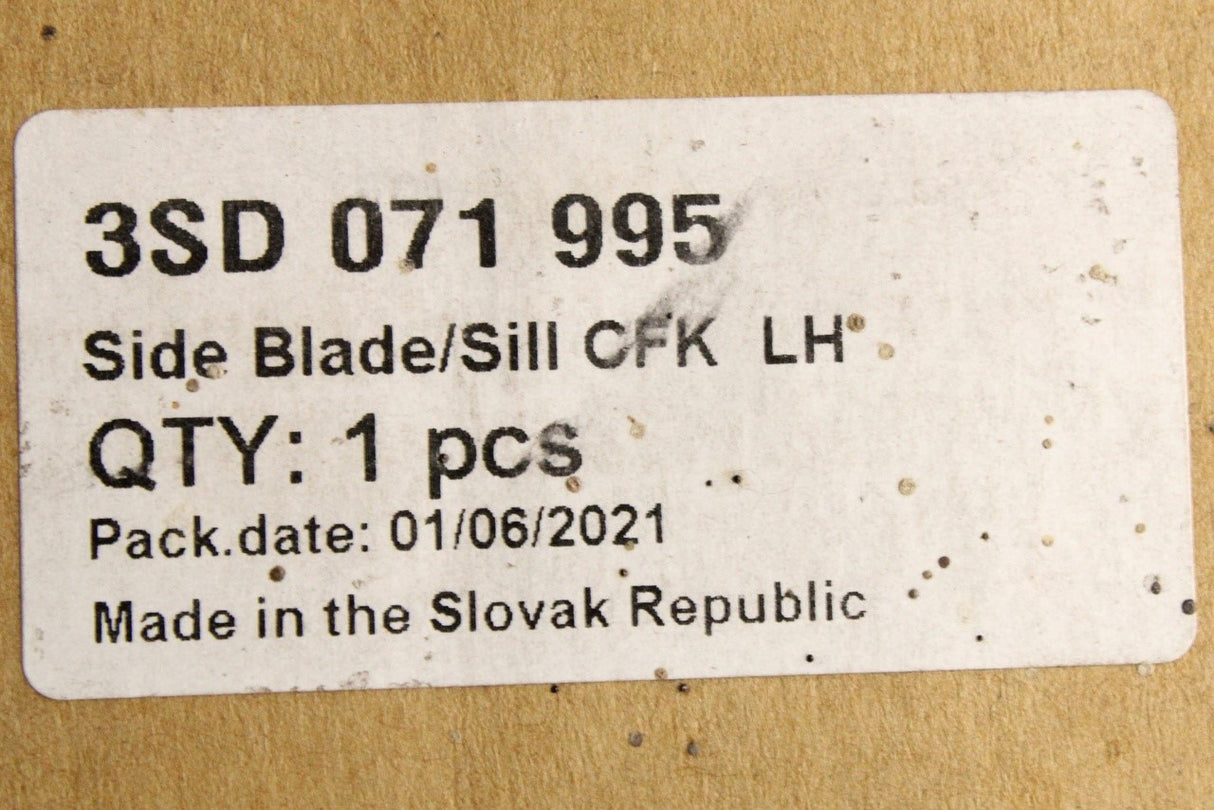 3SD 071 995
Side Blade/Sill CFK LH
QTY: 1 pcs
Pack.date: 01/06/2021
Made in the Slovak Republic